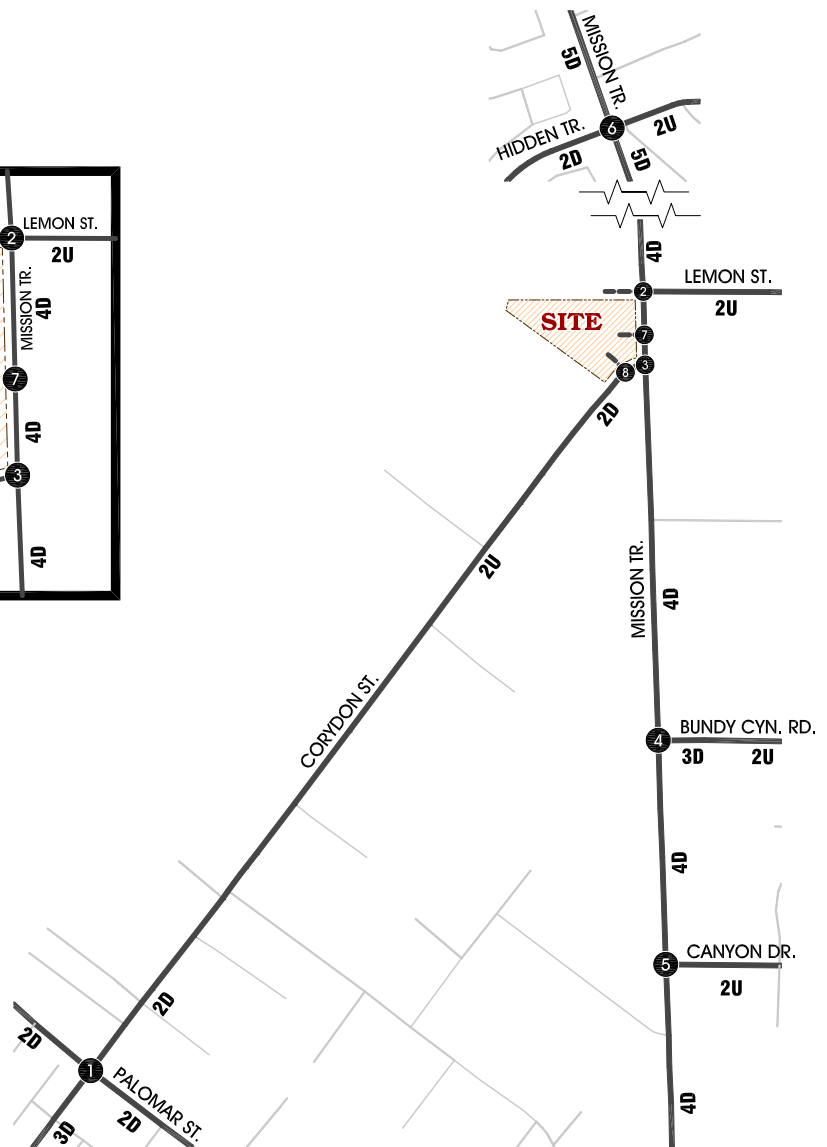 MISSION TR.
5D
6
HIDDEN TR.
2U
2D
5D
LEMON ST.
2
2U
MISSION TR.
4D
7
4D
3
4D
4D
LEMON ST.
2
2U
SITE
7
3
8
2D
2U
MISSION TR.
4D
CORYDON ST.
BUNDY CYN. RD.
4
3D 2U
4D
CANYON DR.
5
2U
2D
2D
1
PALOMAR ST.
2D
3D
4D